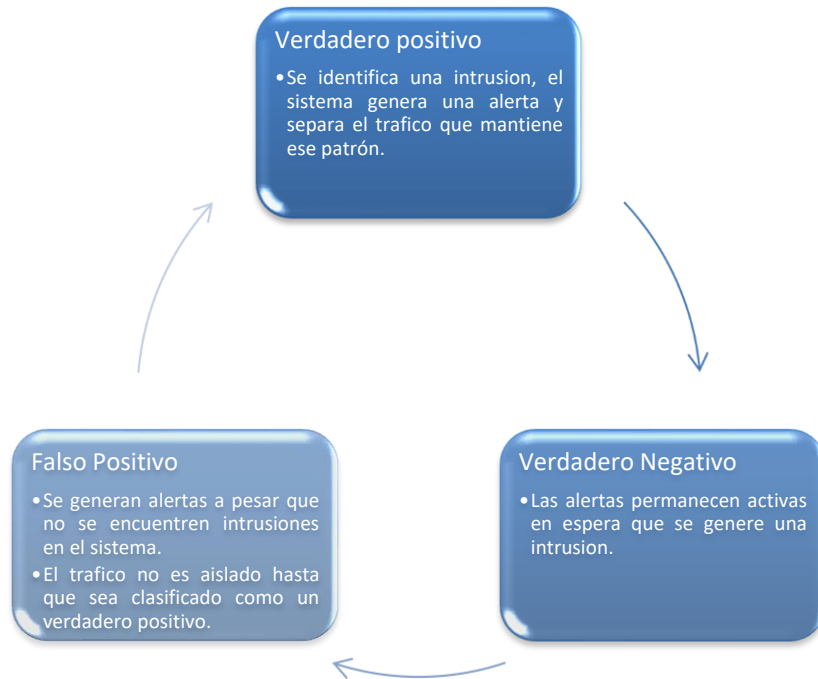 Verdadero positivo
•Se identifica una intrusion, el
sistema genera una alerta y
separa el trafico que mantiene
ese patrón.
Falso Positivo
•Se generan alertas a pesar que
no se encuentren intrusiones
en el sistema.
•El trafico no es aislado hasta
que sea clasificado como un
verdadero positivo.
Verdadero Negativo
•Las alertas permanecen activas
en espera que se genere una
intrusion.